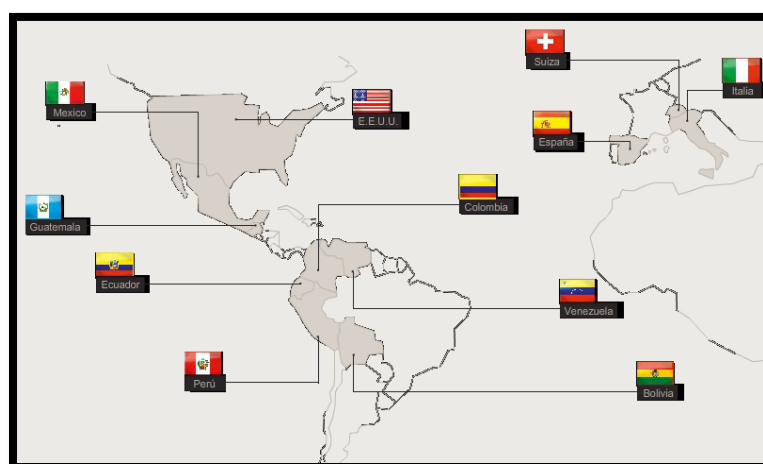 Suiza
Italia
Mexico
E.E.U.U.
España
Colombia
Guatemala
Ecuador
Venezuela
Perú
Bolivia